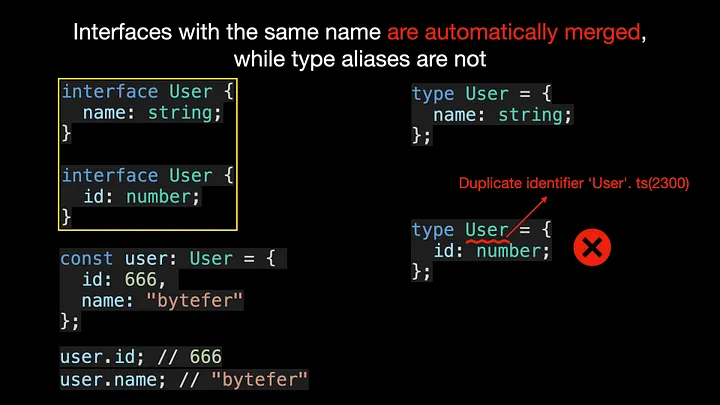 Interfaces with the same name are automatically merged,
while type aliases are not
interface User {
name: string;
}
interface User {
id: number;
}
const user: User = {
id: 666,
name: "bytefer"
};
user.id; // 666
user.name; // "bytefer"
type User = {
name: string;
};
Duplicate identifier ‘User’. ts(2300)
type User = {
id: number;
};